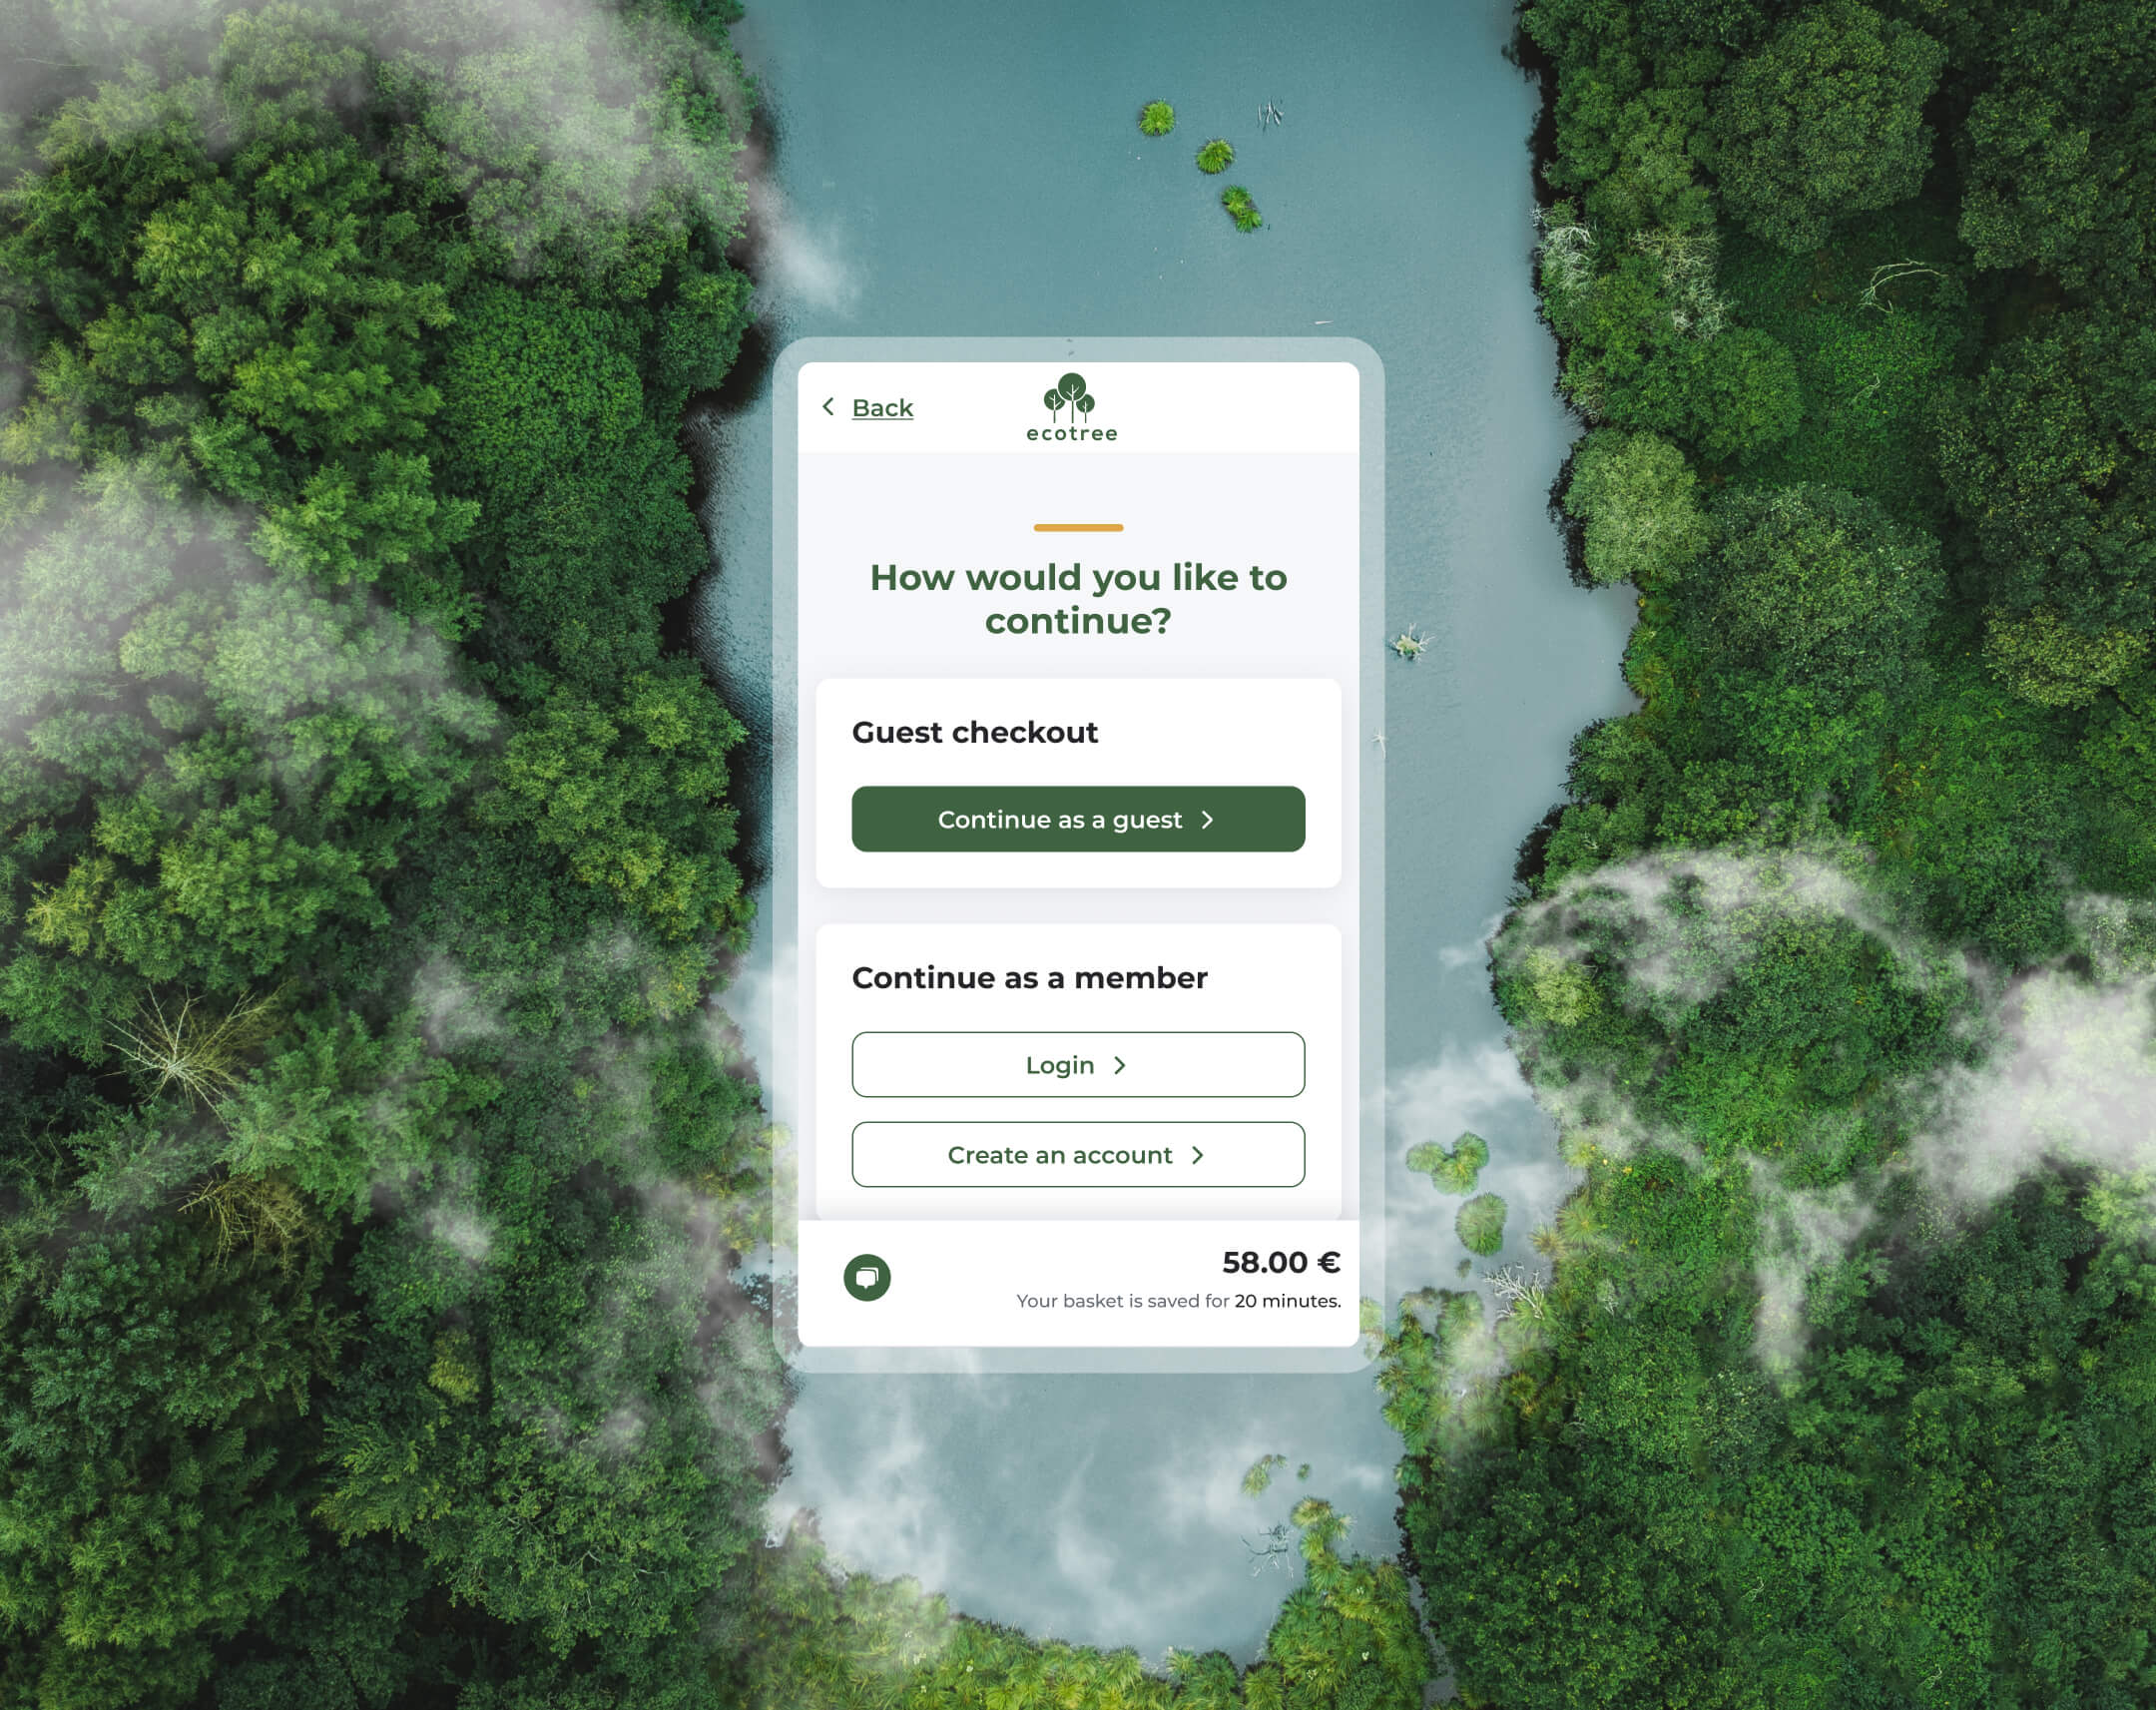 Back
ecotree
How would you like to
continue?
Guest checkout
Continue as a guest
Continue as a member
Login
Create an account
58.00 €
Your basket is saved for 20 minutes.